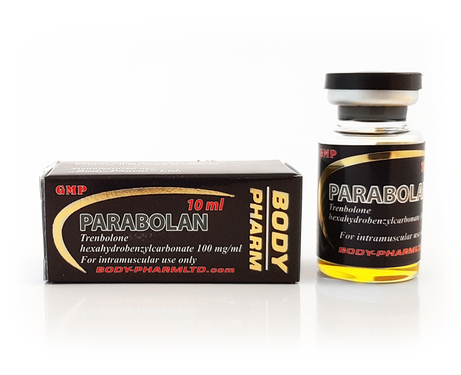 GMP
10 ml
PARABOLAN
Trenbolone
hexahydrobenzylcarbonate 100 mg/ml
For intramuscular use only
BODY-PHARMLTD.com
BODY
PHARM
GMP
PARABOLAN
Trenbolone
hexahydrobenzylcarbonate
For intramuscular use
BODY-PHARMLTD.